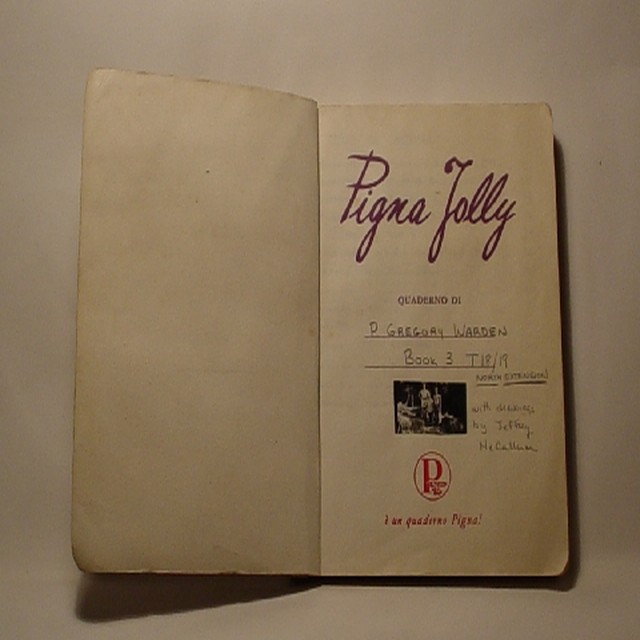 Pigna Jolly
QUADERNO DI
P. GREGORY WARDEN
BOOK 3 T18/19
NORTH EXTENSION
with drawings
by Jeffrey
McCallum
P
è un quaderno Pigna!